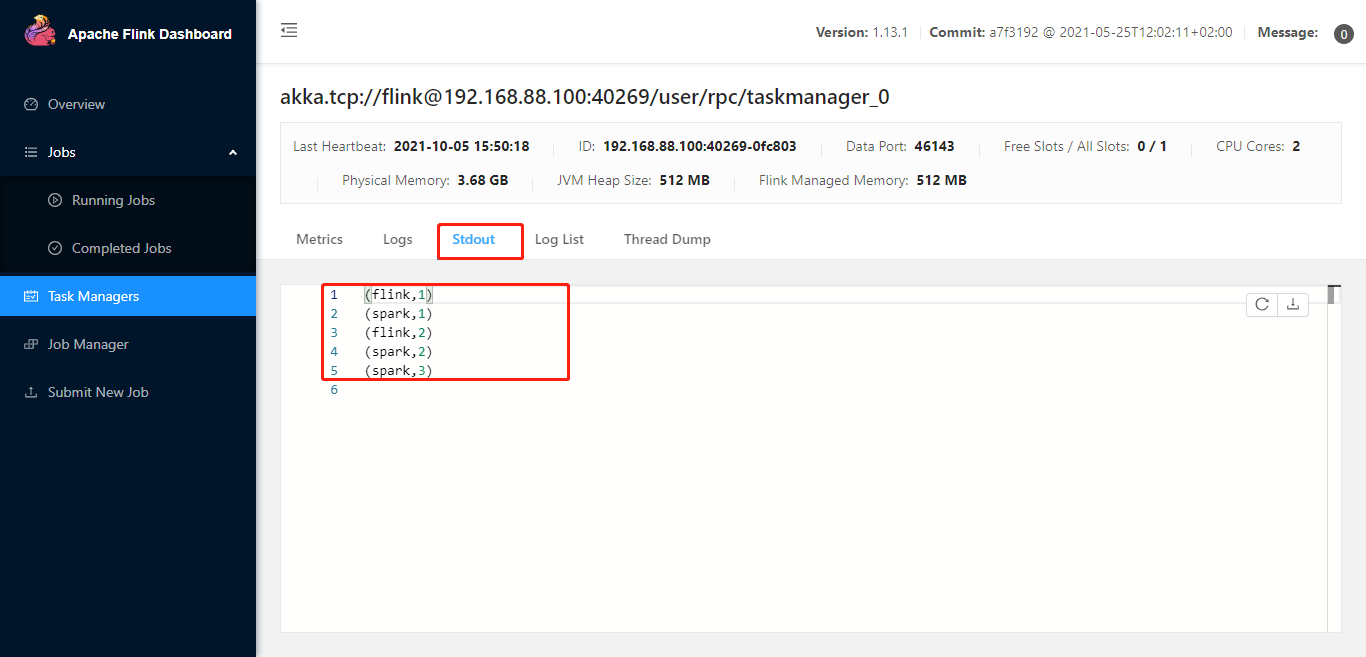 Apache Flink Dashboard
Version: 1.13.1 Commit: a7f3192 @ 2021-05-25T12:02:11+02:00 Message: 0
Overview
Jobs
Running Jobs
Completed Jobs
Task Managers
Job Manager
Submit New Job
akka.tcp://flink@192.168.88.100:40269/user/rpc/taskmanager_0
Last Heartbeat: 2021-10-05 15:50:18 ID: 192.168.88.100:40269-0fc803 Data Port: 46143 Free Slots / All Slots: 0 / 1 CPU Cores: 2
Physical Memory: 3.68 GB JVM Heap Size: 512 MB Flink Managed Memory: 512 MB
Metrics Logs Stdout Log List Thread Dump
1 (flink,1)
2 (spark,1)
3 (flink,2)
4 (spark,2)
5 (spark,3)
6